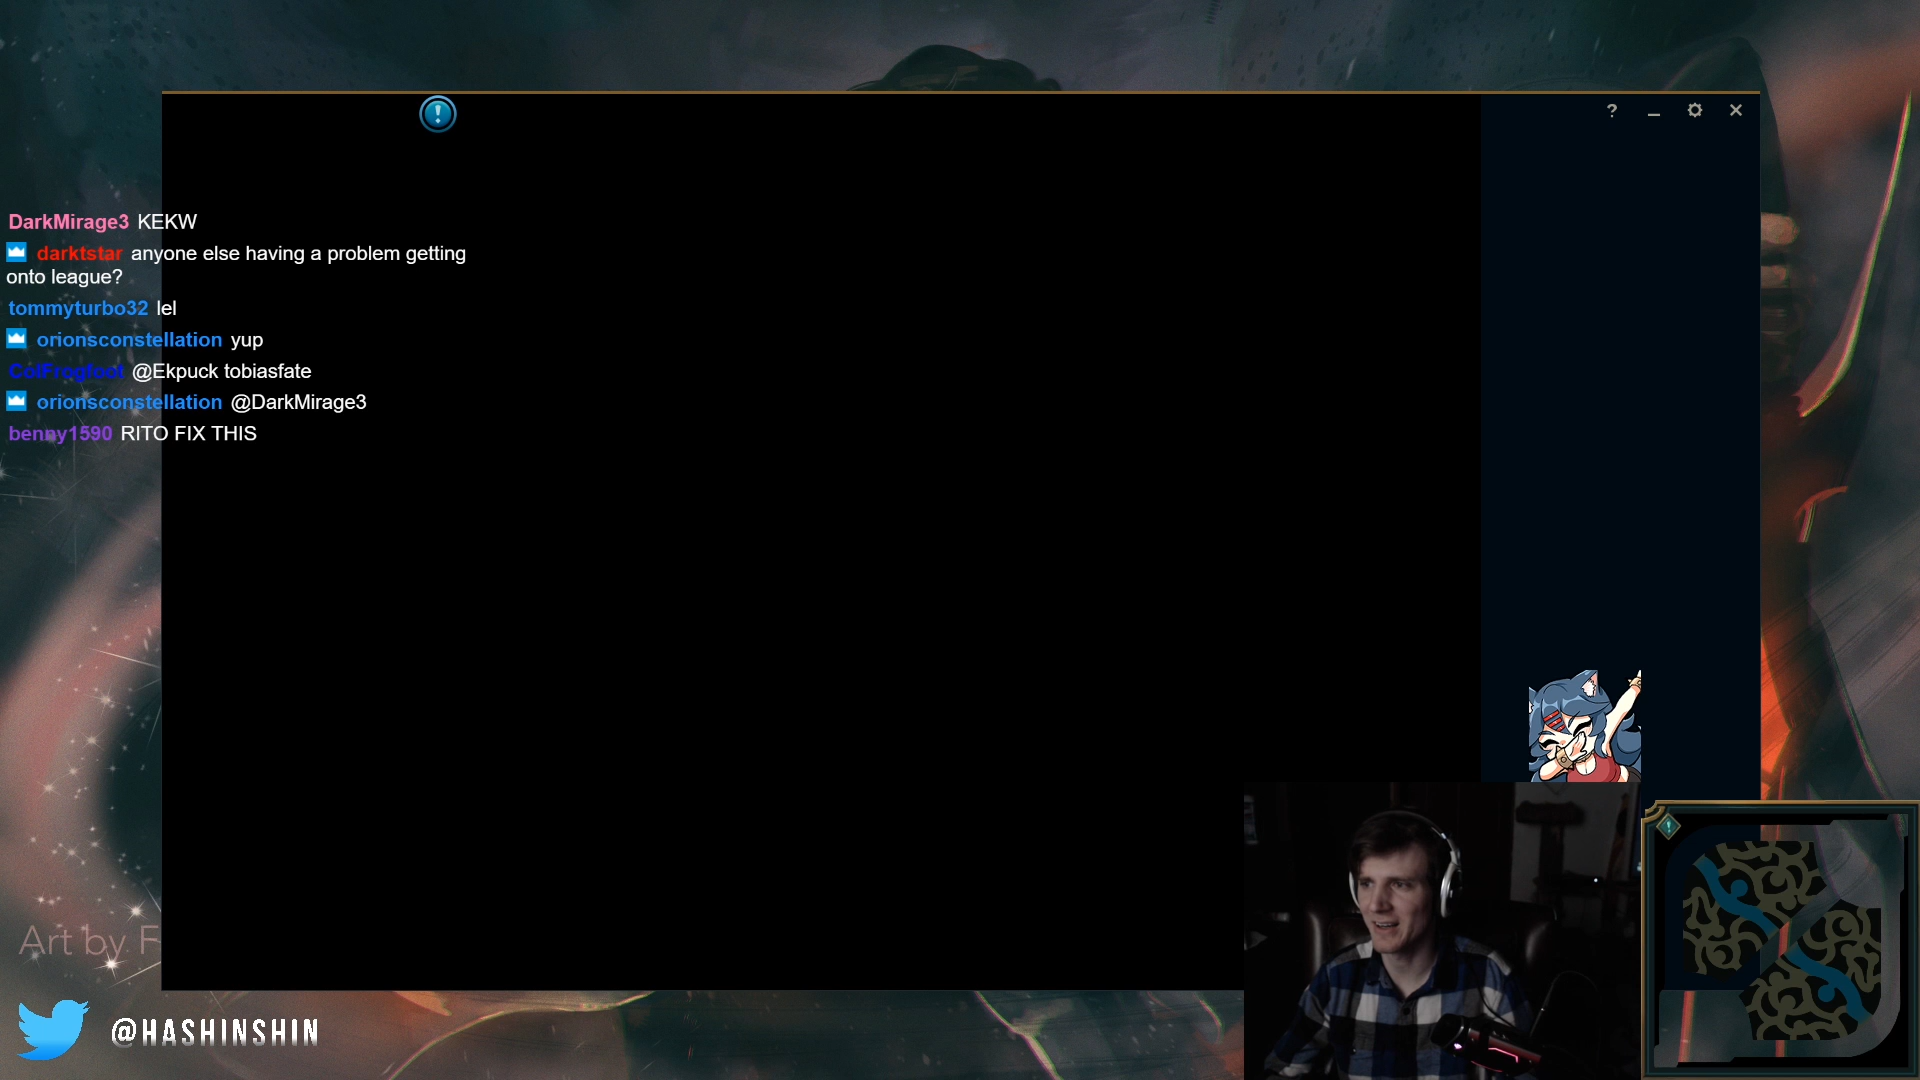 ?
DarkMirage3 KEKW
darktstar anyone else having a problem getting
onto league?
tommyturbo32 lel
orionsconstellation yup
ColFrogfoot @Ekpuck tobiasfate
orionsconstellation @DarkMirage3
benny1590 RITO FIX THIS
Art by F
@HASHINSHIN